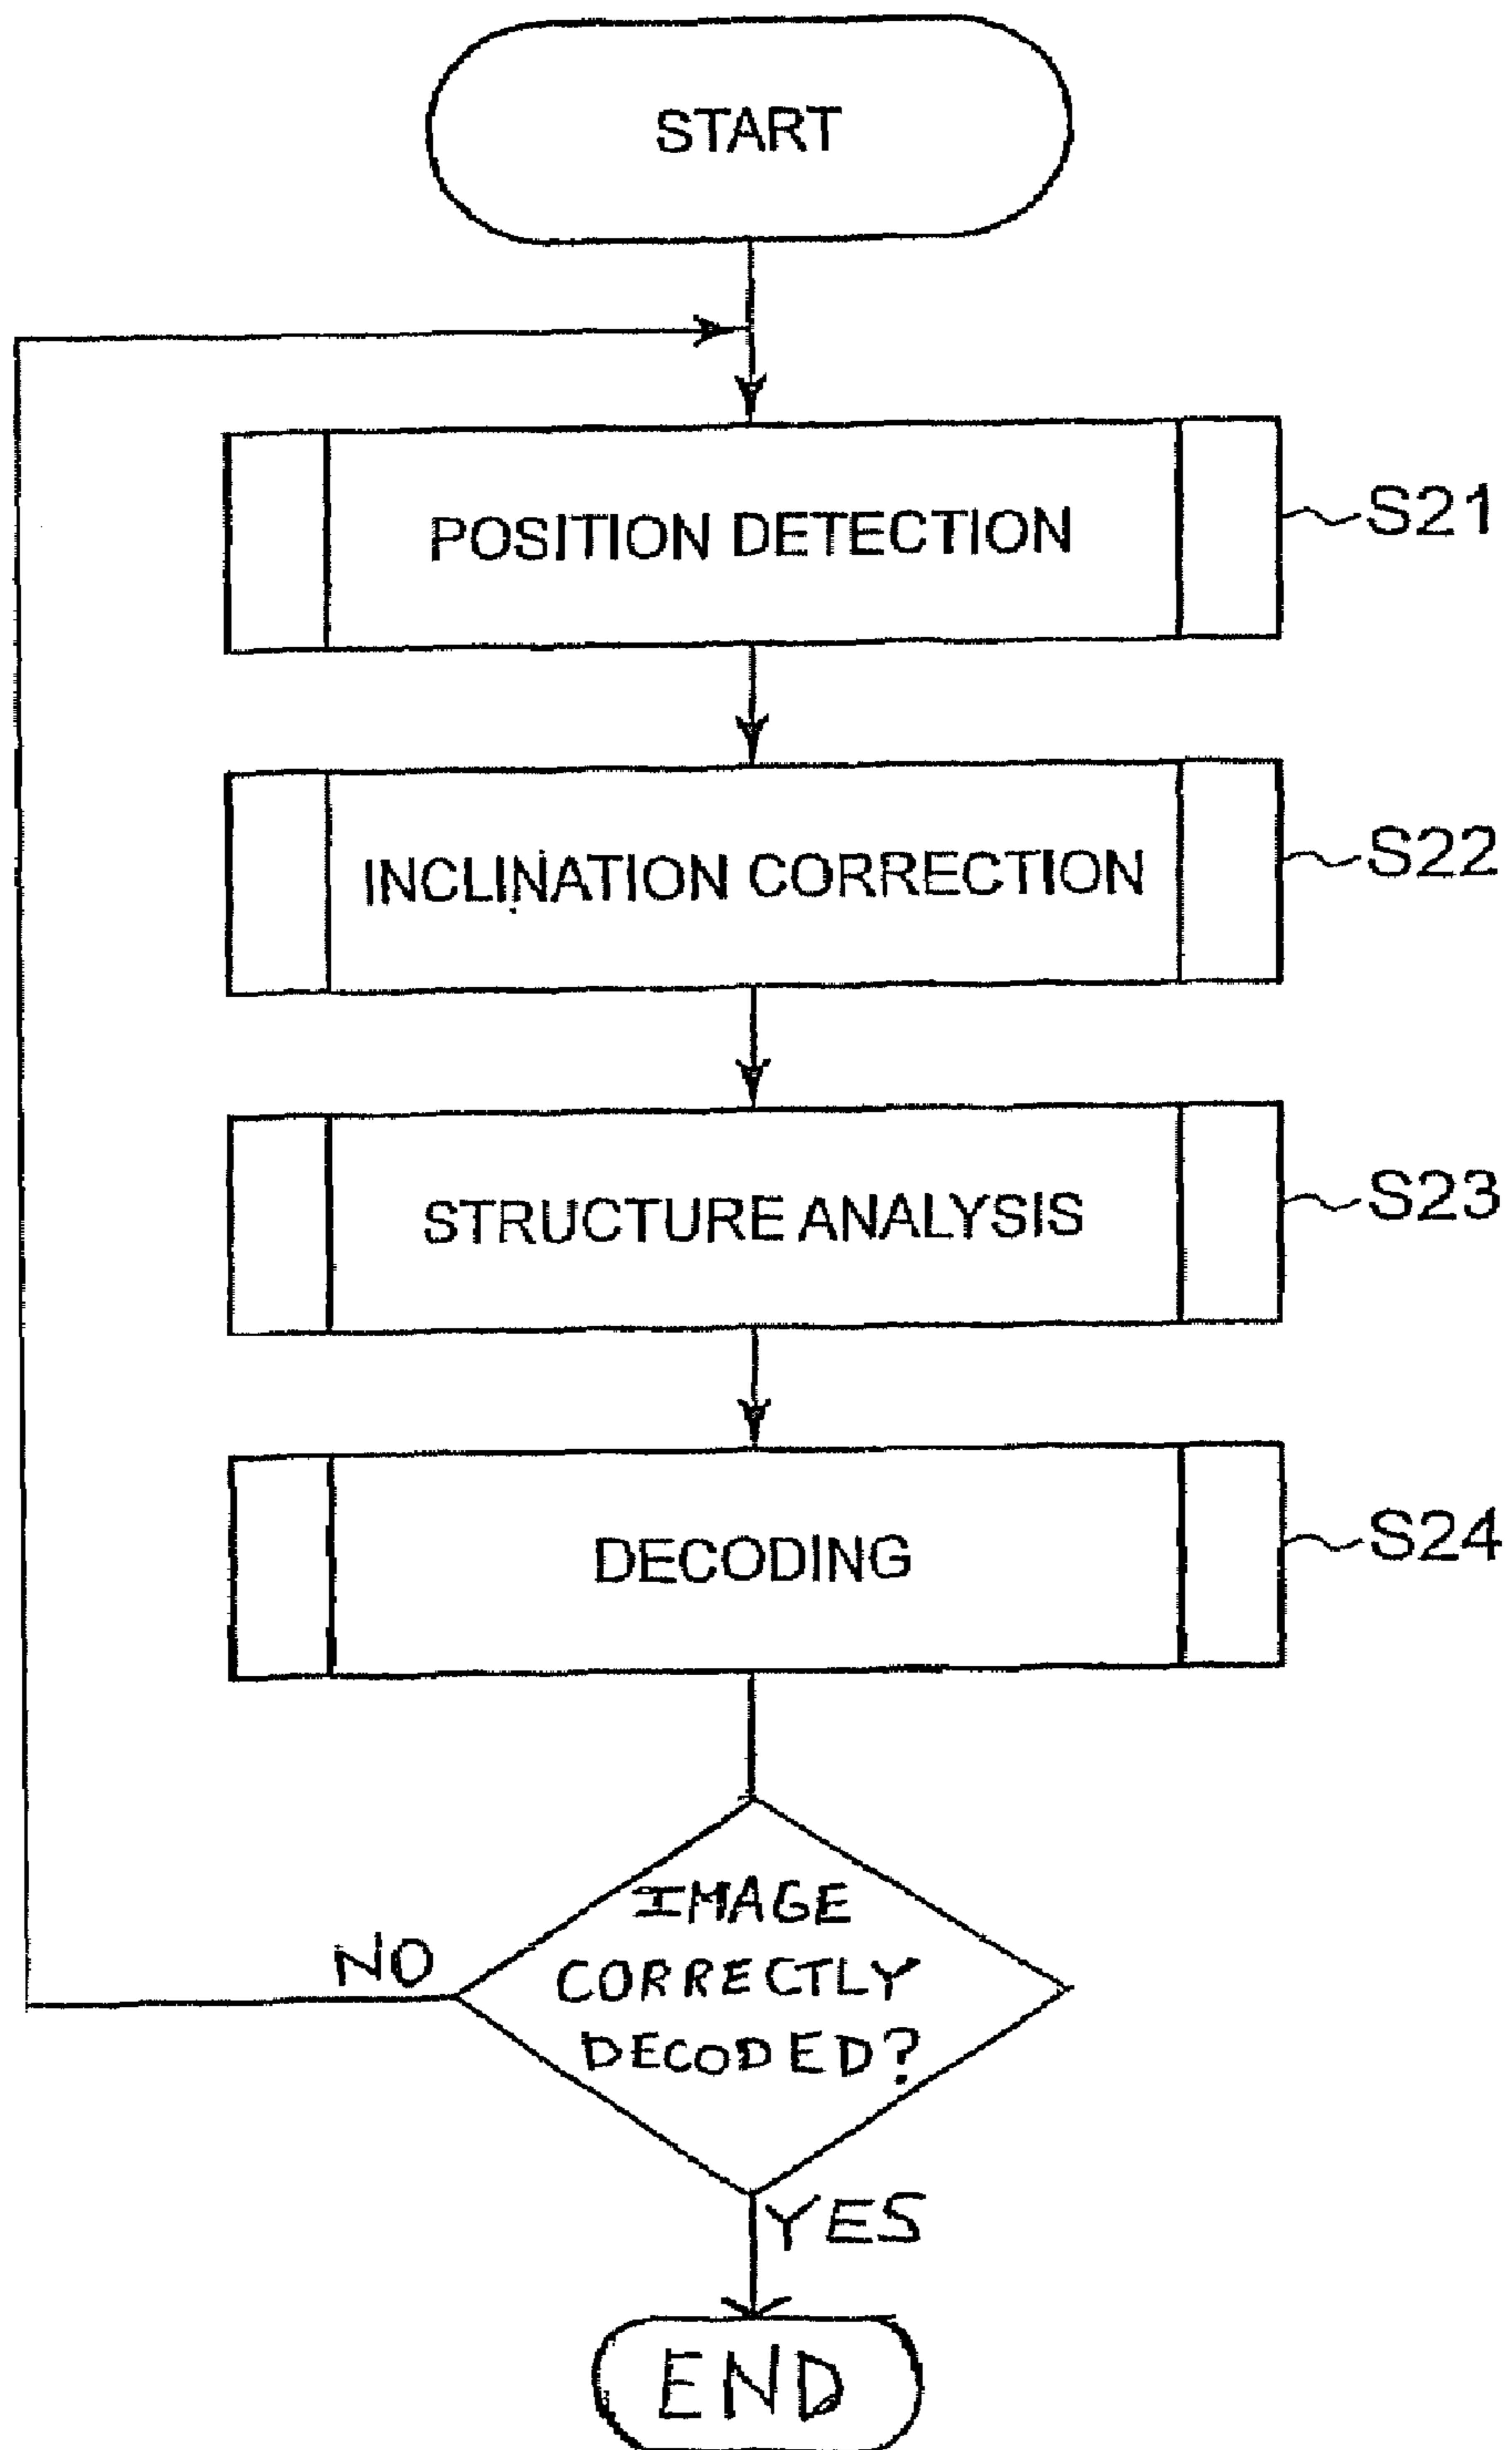 START
POSITION DETECTION
S21
INCLINATION CORRECTION
S22
STRUCTURE ANALYSIS
S23
DECODING
S24
IMAGE
CORRECTLY
DECODED?
NO
YES
END